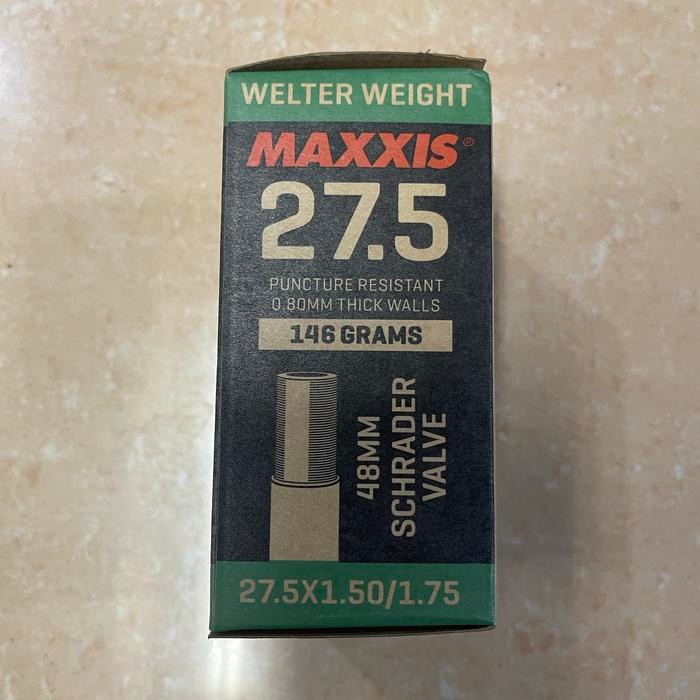 WELTER WEIGHT
MAXXIS®
27.5
PUNCTURE RESISTANT
0.80MM THICK WALLS
146 GRAMS
48MM
SCHRADER
VALVE
27.5X1.50/1.75